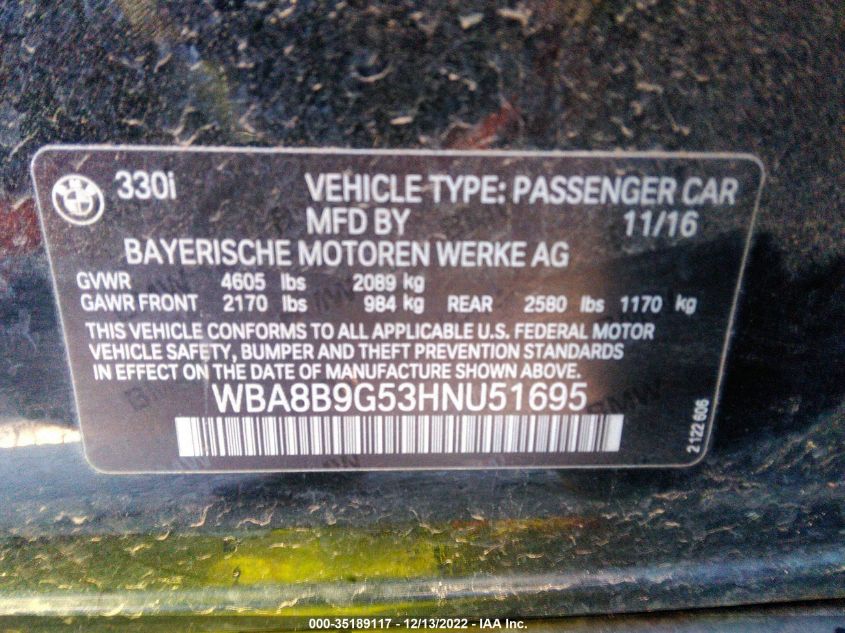 330i VEHICLE TYPE: PASSENGER CAR
MFD BY 11/16
BAYERISCHE MOTOREN WERKE AG
GVWR 4605 lbs 2089 kg
GAWR FRONT 2170 lbs 984 kg REAR 2580 lbs 1170 kg
THIS VEHICLE CONFORMS TO ALL APPLICABLE U.S. FEDERAL MOTOR
VEHICLE SAFETY, BUMPER AND THEFT PREVENTION STANDARDS
IN EFFECT ON THE DATE OF MANUFACTURE SHOWN ABOVE.
WBA8B9G53HNU51695
2 122 606
000-35189117 - 12/13/2022 - IAA Inc.